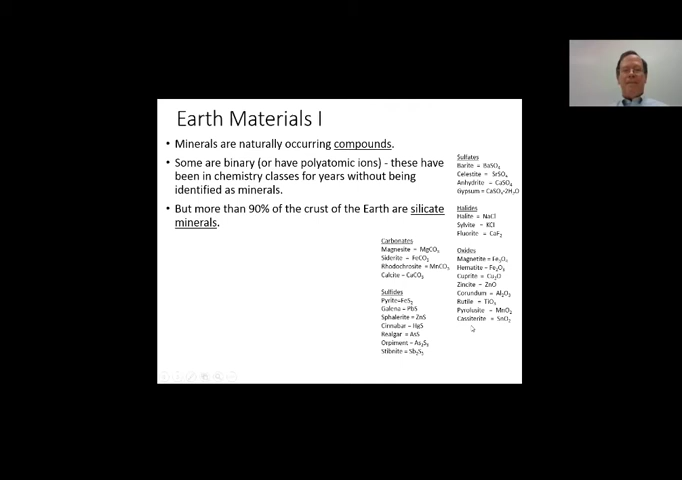 Earth Materials I
• Minerals are naturally occurring compounds.
• Some are binary (or have polyatomic ions) - these have
been in chemistry classes for years without being
identified as minerals.
• But more than 90% of the crust of the Earth are silicate
minerals.
Carbonates
Magnesite = MgCO₃
Siderite = FeCO₃
Rhodochrosite = MnCO₃
Calcite = CaCO₃
Sulfides
Pyrite=FeS₂
Galena = PbS
Sphalerite = ZnS
Cinnabar = HgS
Realgar = AsS
Orpiment = As₂S₃
Stibnite = Sb₂S₃
Sulfates
Barite = BaSO₄
Celestite = SrSO₄
Anhydrite = CaSO₄
Gypsum = CaSO₄·2H₂O
Halides
Halite = NaCl
Sylvite = KCl
Fluorite = CaF₂
Oxides
Magnetite = Fe₃O₄
Hematite = Fe₂O₃
Cuprite = Cu₂O
Zincite = ZnO
Corundum = Al₂O₃
Rutile = TiO₂
Pyrolusite = MnO₂
Cassiterite = SnO₂